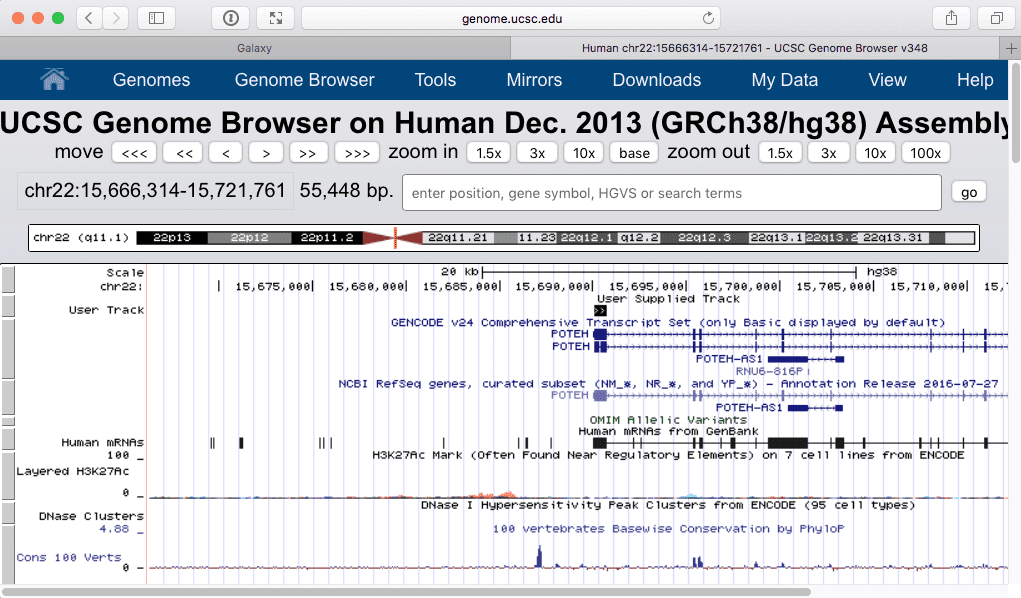 genome.ucsc.edu
Galaxy
Human chr22:15666314-15721761 - UCSC Genome Browser v348
Genomes Genome Browser Tools Mirrors Downloads My Data View Help
UCSC Genome Browser on Human Dec. 2013 (GRCh38/hg38) Assembly
move <<< << < > >> >>> zoom in 1.5x 3x 10x base zoom out 1.5x 3x 10x 100x
chr22:15,666,314-15,721,761 55,448 bp. enter position, gene symbol, HGVS or search terms go
chr22 (q11.1) 22p13 22p12 22p11.2 22q11.21 11.23 22q12.1 q12.2 22q12.3 22q13.1 22q13.2 22q13.31
Scale 20 kb hg38
chr22: 15,675,000 15,680,000 15,685,000 15,690,000 15,695,000 15,700,000 15,705,000 15,710,000 15,7
User Supplied Track
User Track >>
GENCODE v24 Comprehensive Transcript Set (only Basic displayed by default)
POTEH
POTEH
POTEH-AS1
RNU6-816P
NCBI RefSeq genes, curated subset (NM_*, NR_*, and YP_*) - Annotation Release 2016-07-27
POTEH
POTEH-AS1
OMIM Allelic Variants
Human mRNAs from GenBank
Human mRNAs
H3K27Ac Mark (Often Found Near Regulatory Elements) on 7 cell lines from ENCODE
100
Layered H3K27Ac
0
DNase I Hypersensitivity Peak Clusters from ENCODE (95 cell types)
DNase Clusters
100 vertebrates Basewise Conservation by PhyloP
4.88
Cons 100 Verts
0